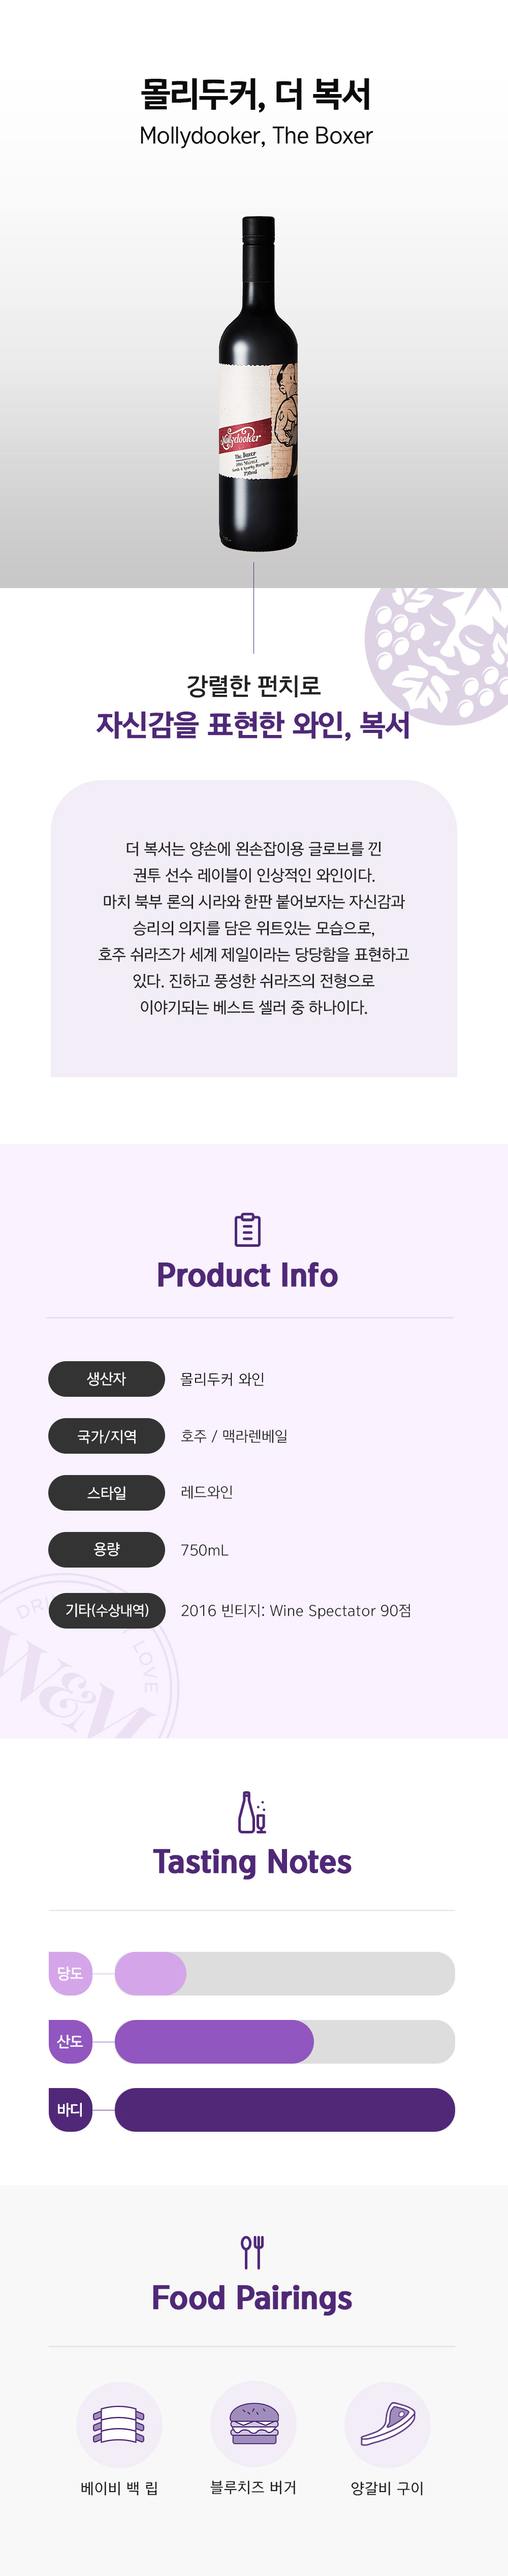 몰리두커, 더 복서
Mollydooker, The Boxer
Mollydooker
The Boxer
750ml
강렬한 펀치로
자신감을 표현한 와인, 복서
더 복서는 양손에 왼손잡이용 글로브를 낀
권투 선수 레이블이 인상적인 와인이다.
마치 북부 론의 시라와 한판 붙어보자는 자신감과
승리의 의지를 담은 위트있는 모습으로,
호주 쉬라즈가 세계 제일이라는 당당함을 표현하고
있다. 진하고 풍성한 쉬라즈의 전형으로
이야기되는 베스트 셀러 중 하나이다.
Product Info
생산자 몰리두커 와인
국가/지역 호주 / 맥라렌베일
스타일 레드와인
용량 750mL
기타(수상내역) 2016 빈티지: Wine Spectator 90점
LOVE
W&M
Tasting Notes
당도
산도
바디
Food Pairings
베이비 백 립
블루치즈 버거
양갈비 구이